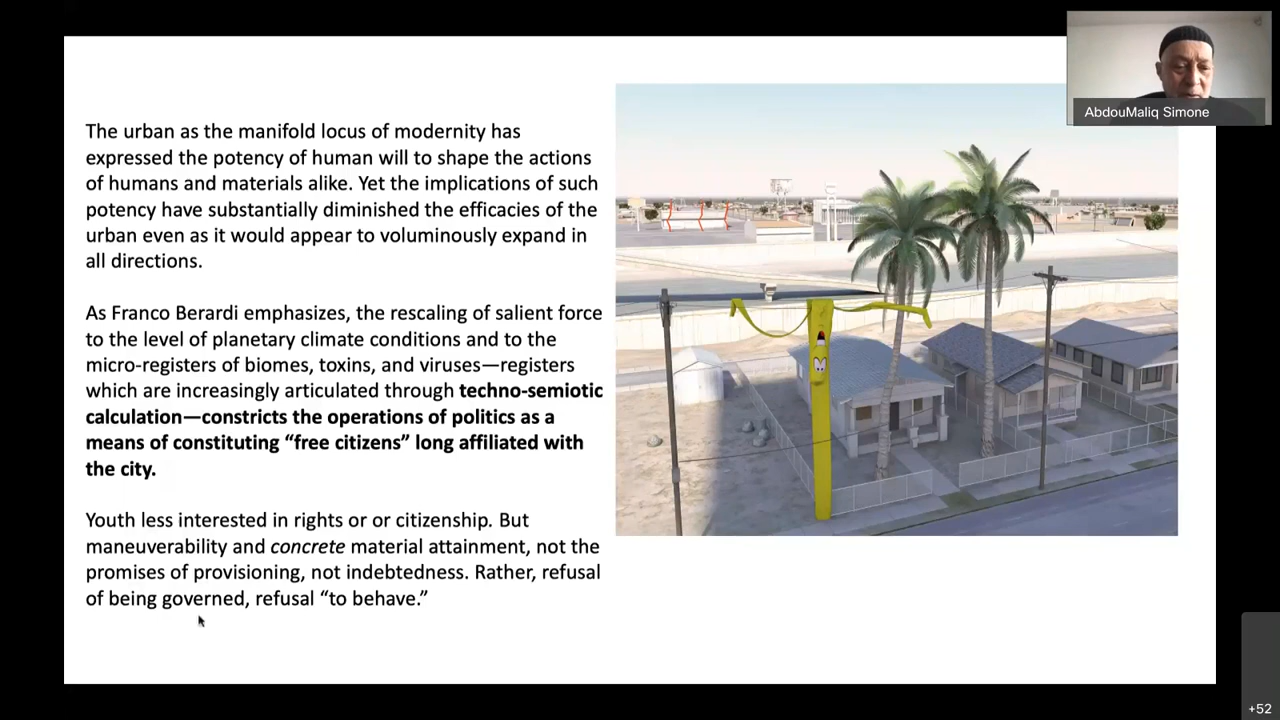 The urban as the manifold locus of modernity has
expressed the potency of human will to shape the actions
of humans and materials alike. Yet the implications of such
potency have substantially diminished the efficacies of the
urban even as it would appear to voluminously expand in
all directions.
As Franco Berardi emphasizes, the rescaling of salient force
to the level of planetary climate conditions and to the
micro-registers of biomes, toxins, and viruses—registers
which are increasingly articulated through techno-semiotic
calculation—constricts the operations of politics as a
means of constituting “free citizens” long affiliated with
the city.
Youth less interested in rights or or citizenship. But
maneuverability and concrete material attainment, not the
promises of provisioning, not indebtedness. Rather, refusal
of being governed, refusal “to behave.”
AbdouMaliq Simone
+52